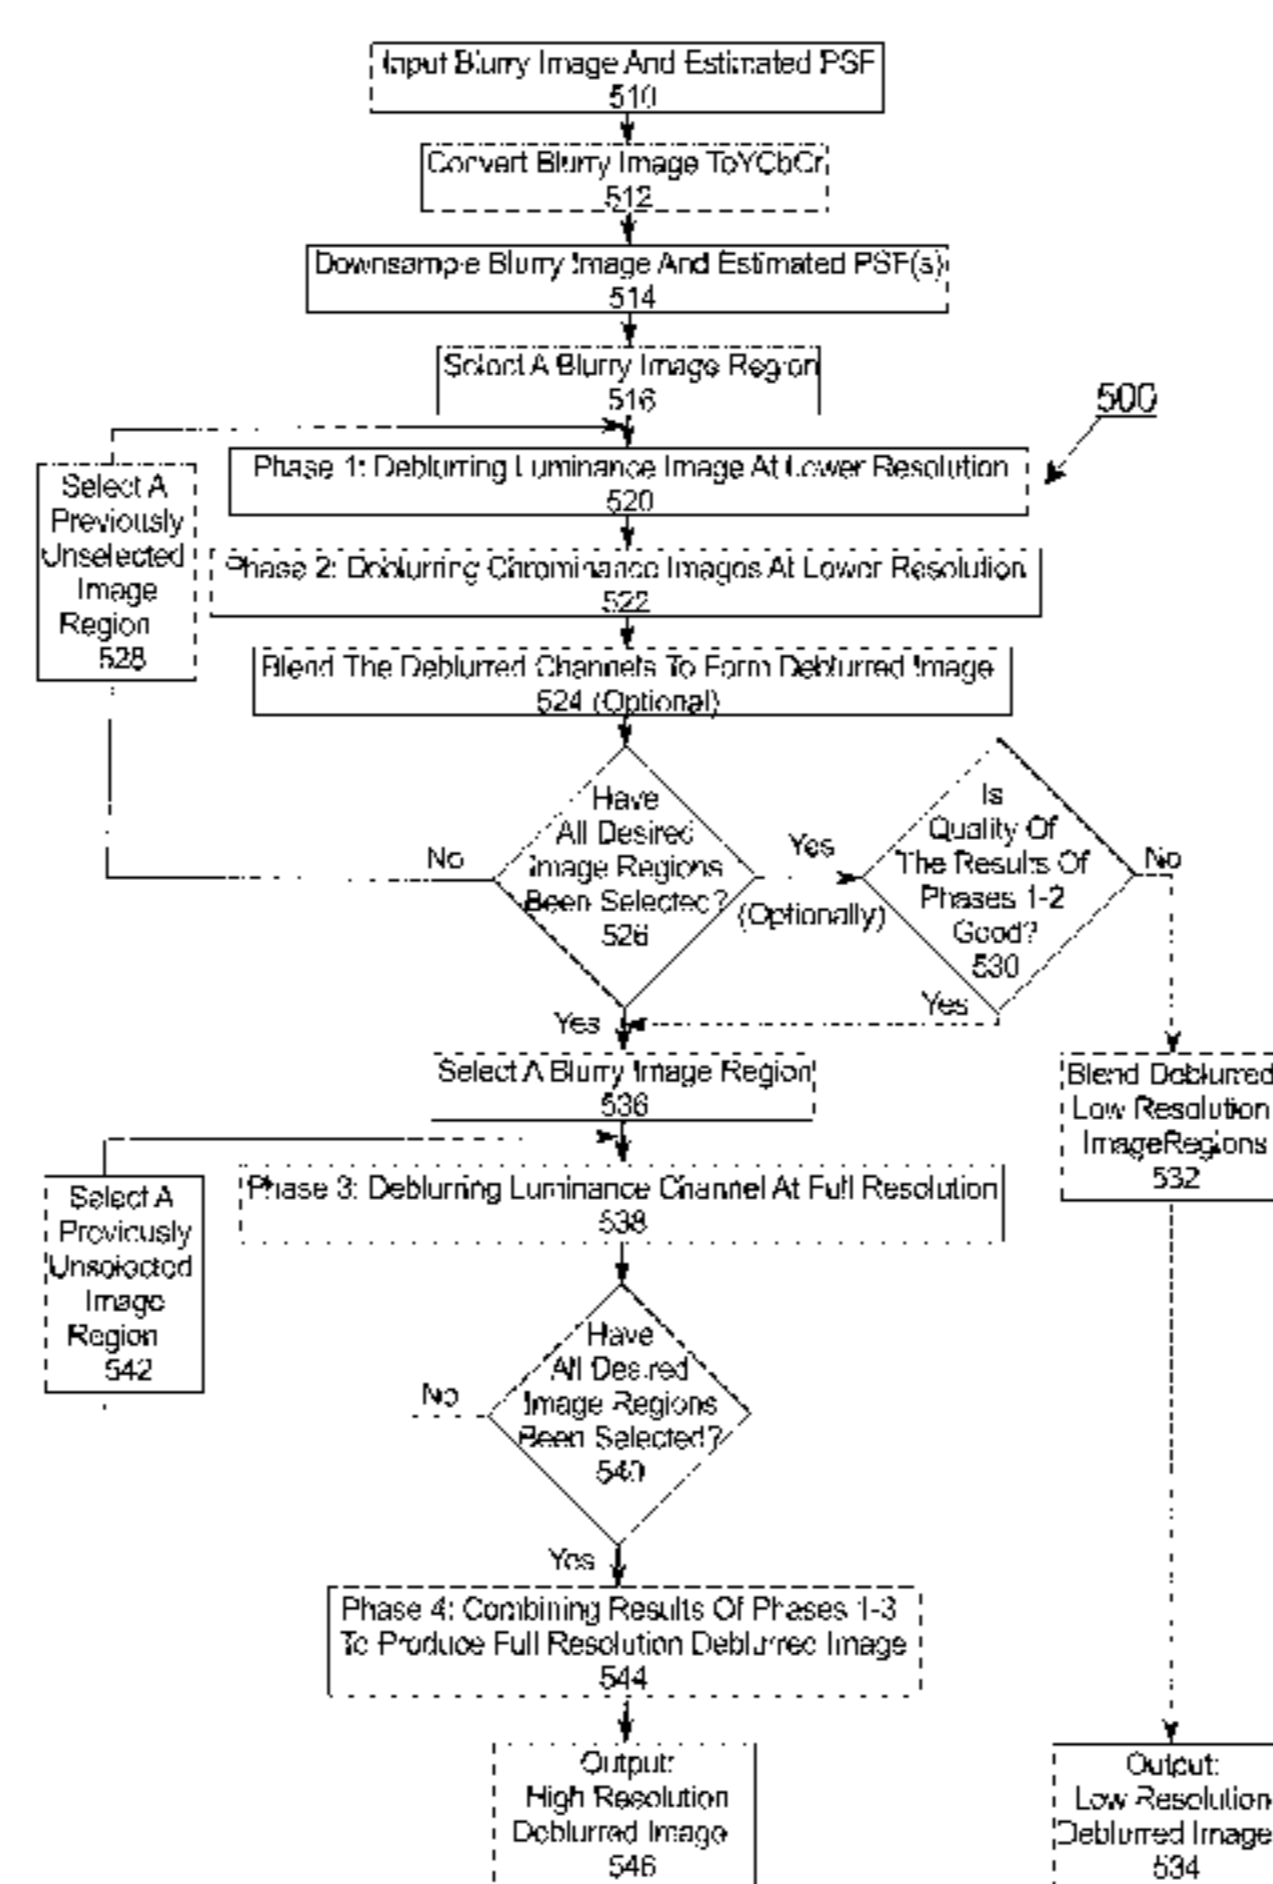 Input Blurry Image And Estimated PSF
510
Convert Blurry Image ToYCbCr
512
Downsample Blurry Image And Estimated PSF(s)
514
Select A Blurry Image Region
516
500
Phase 1: Deblurring Luminance Image At Lower Resolution
520
Select A
Previously
Unselected
Image
Region
528
Phase 2: Deblurring Chrominance Images At Lower Resolution
522
Blend The Deblurred Channels To Form Deblurred Image
524 (Optional)
Have
All Desired
Image Regions
Been Selected?
526
No
Yes
(Optionally)
Is
Quality Of
The Results Of
Phases 1-2
Good?
530
No
Yes
Yes
Select A Blurry Image Region
536
Blend Deblurred
Low Resolution
ImageRegions
532
Phase 3: Deblurring Luminance Channel At Full Resolution
538
Select A
Previously
Unselected
Image
Region
542
Have
All Desired
Image Regions
Been Selected?
540
No
Yes
Phase 4: Combining Results Of Phases 1-3
To Produce Full Resolution Deblurred Image
544
Output:
High Resolution
Deblurred Image
546
Output:
Low Resolution
Deblurred Image
534